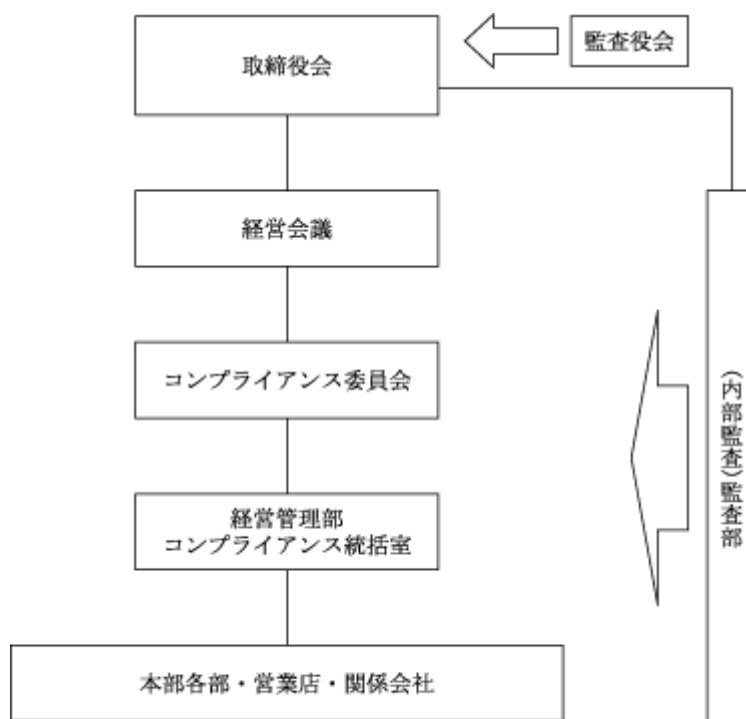 取締役会
監査役会
経営会議
コンプライアンス委員会
経営管理部
コンプライアンス統括室
本部各部・営業店・関係会社
(内部監査)監査部